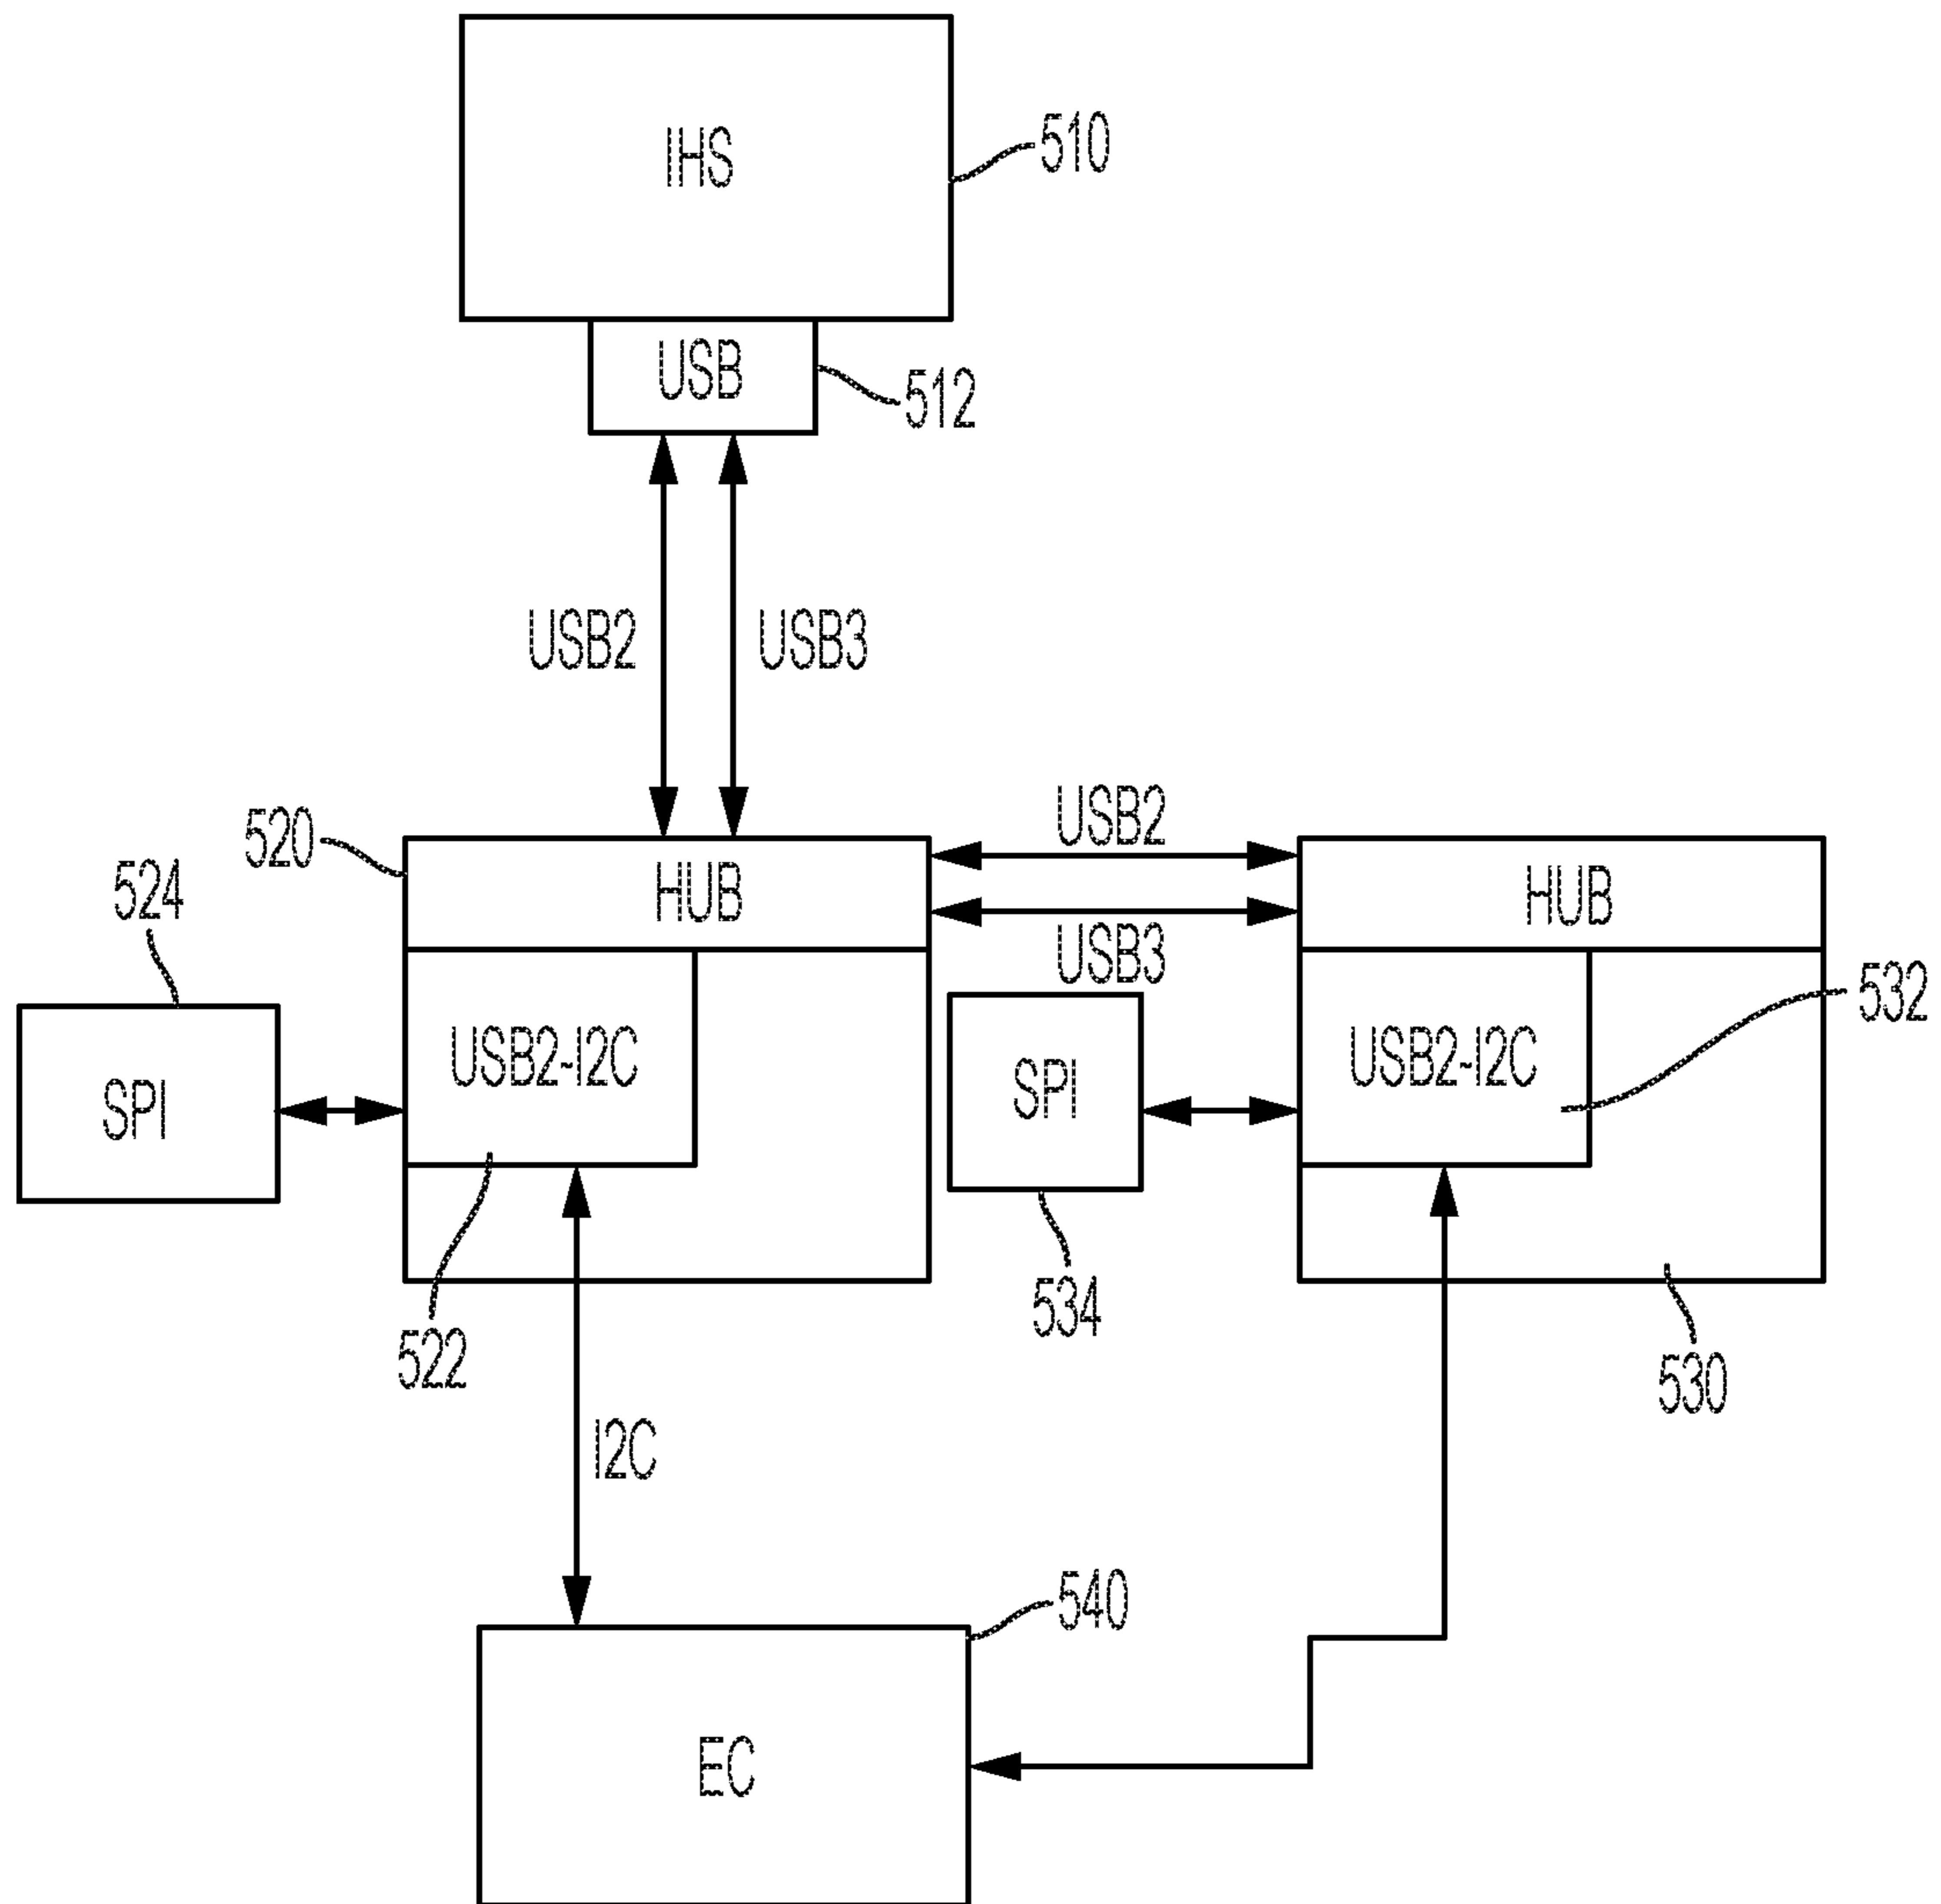 IHS
510
USB
512
USB2
USB3
520
HUB
USB2
USB3
HUB
524
SPI
USB2-I2C
522
SPI
534
USB2-I2C
532
530
I2C
540
EC